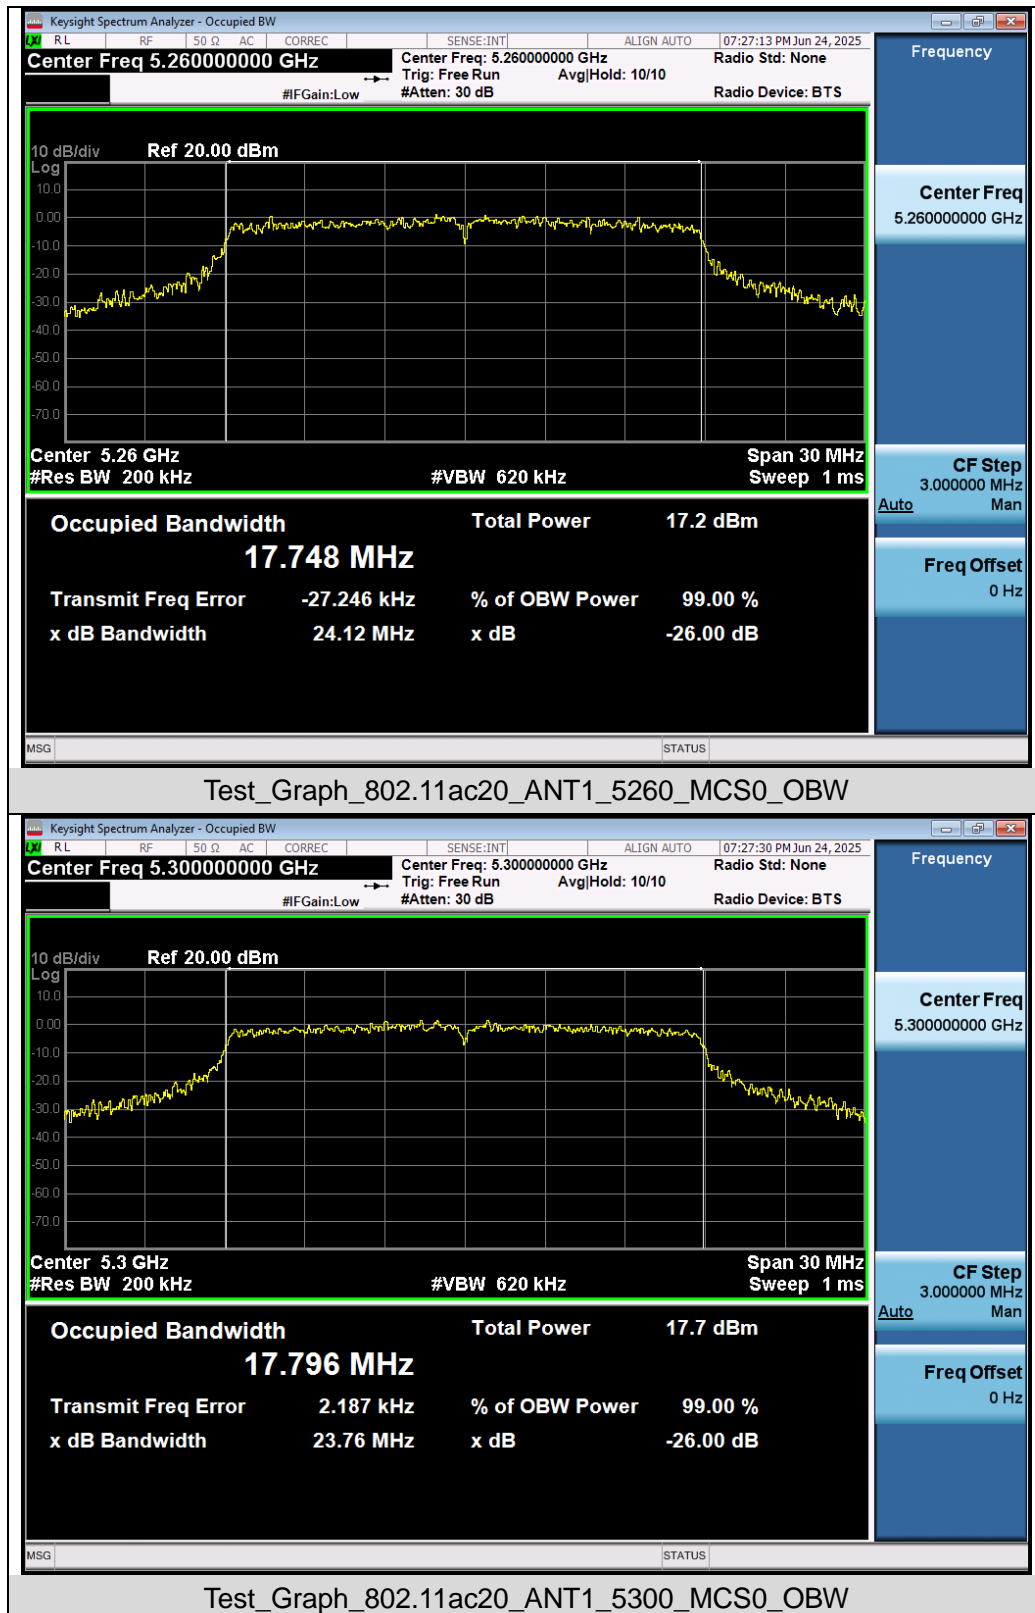 Keysight Spectrum Analyzer - Occupied BW
LXI RL RF 50 Ω AC CORREC SENSE:INT ALIGN AUTO 07:27:13 PM Jun 24, 2025
Center Freq 5.260000000 GHz
Center Freq: 5.260000000 GHz Radio Std: None
Trig: Free Run Avg|Hold: 10/10
#IFGain:Low #Atten: 30 dB Radio Device: BTS
Frequency
10 dB/div Ref 20.00 dBm
Log
10.0
0.00
-10.0
-20.0
-30.0
-40.0
-50.0
-60.0
-70.0
Center 5.26 GHz Span 30 MHz
#Res BW 200 kHz #VBW 620 kHz Sweep 1 ms
Center Freq
5.260000000 GHz
CF Step
3.000000 MHz
Auto Man
Freq Offset
0 Hz
Occupied Bandwidth Total Power 17.2 dBm
17.748 MHz
Transmit Freq Error -27.246 kHz % of OBW Power 99.00 %
x dB Bandwidth 24.12 MHz x dB -26.00 dB
MSG STATUS
Test_Graph_802.11ac20_ANT1_5260_MCS0_OBW
Keysight Spectrum Analyzer - Occupied BW
LXI RL RF 50 Ω AC CORREC SENSE:INT ALIGN AUTO 07:27:30 PM Jun 24, 2025
Center Freq 5.300000000 GHz
Center Freq: 5.300000000 GHz Radio Std: None
Trig: Free Run Avg|Hold: 10/10
#IFGain:Low #Atten: 30 dB Radio Device: BTS
Frequency
10 dB/div Ref 20.00 dBm
Log
10.0
0.00
-10.0
-20.0
-30.0
-40.0
-50.0
-60.0
-70.0
Center 5.3 GHz Span 30 MHz
#Res BW 200 kHz #VBW 620 kHz Sweep 1 ms
Center Freq
5.300000000 GHz
CF Step
3.000000 MHz
Auto Man
Freq Offset
0 Hz
Occupied Bandwidth Total Power 17.7 dBm
17.796 MHz
Transmit Freq Error 2.187 kHz % of OBW Power 99.00 %
x dB Bandwidth 23.76 MHz x dB -26.00 dB
MSG STATUS
Test_Graph_802.11ac20_ANT1_5300_MCS0_OBW